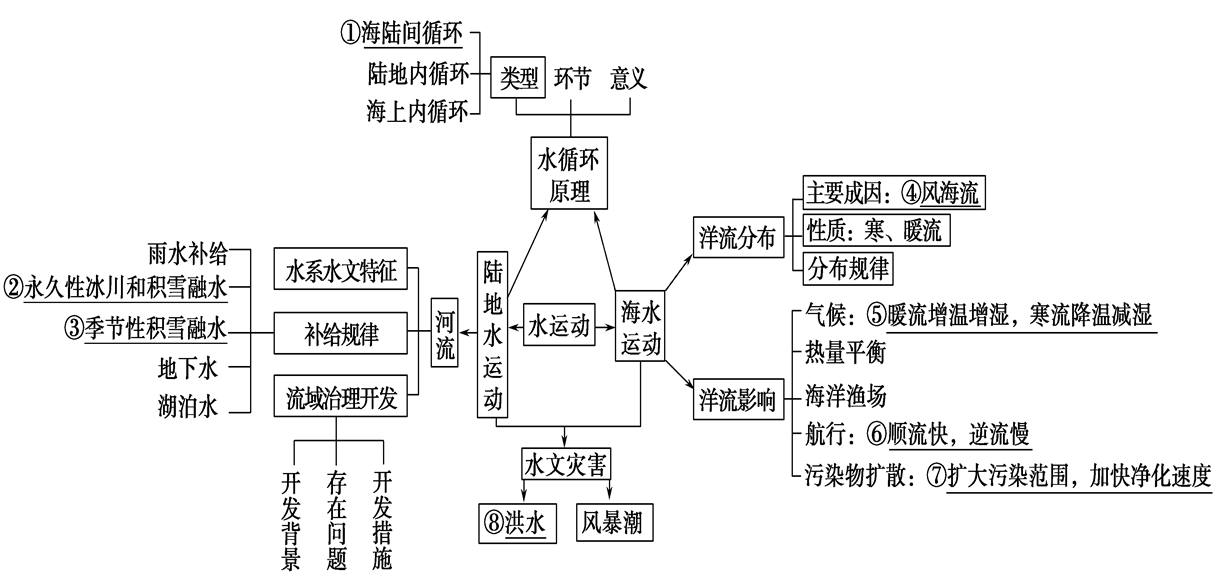 ①海陆间循环
陆地内循环
海上内循环
类型
环节
意义
水循环
原理
雨水补给
②永久性冰川和积雪融水
③季节性积雪融水
地下水
湖泊水
水系水文特征
补给规律
流域治理开发
开发背景
存在问题
开发措施
河流
陆地水运动
水运动
海水
运动
洋流分布
主要成因：④风海流
性质：寒、暖流
分布规律
洋流影响
气候：⑤暖流增温增湿，寒流降温减湿
热量平衡
海洋渔场
航行：⑥顺流快，逆流慢
污染物扩散：⑦扩大污染范围，加快净化速度
水文灾害
⑧洪水
风暴潮